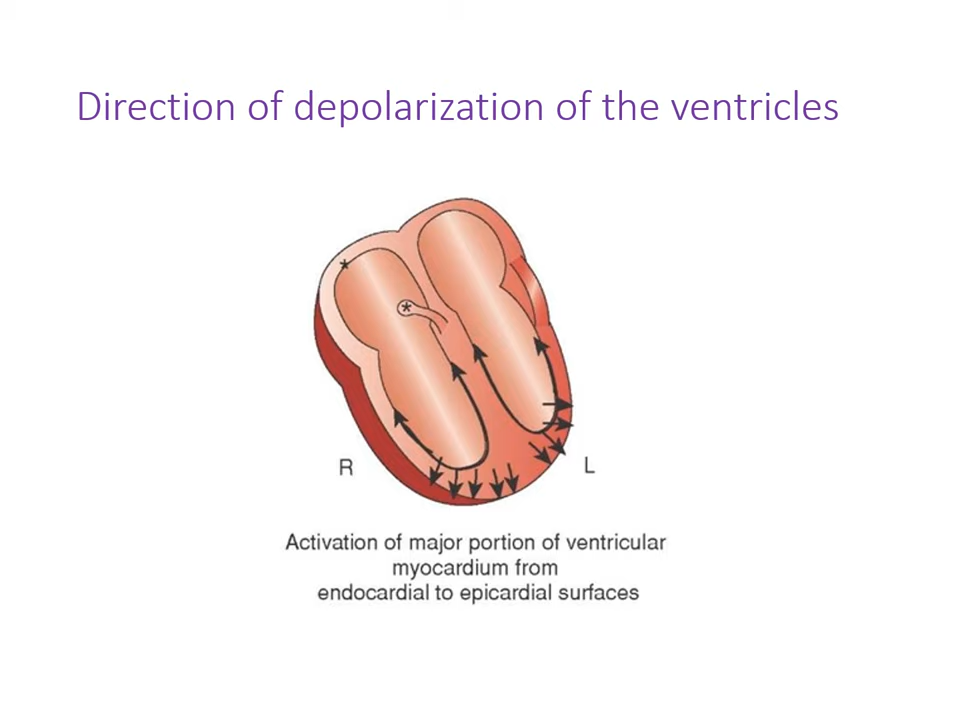 Direction of depolarization of the ventricles
*
*
R
L
Activation of major portion of ventricular
myocardium from
endocardial to epicardial surfaces